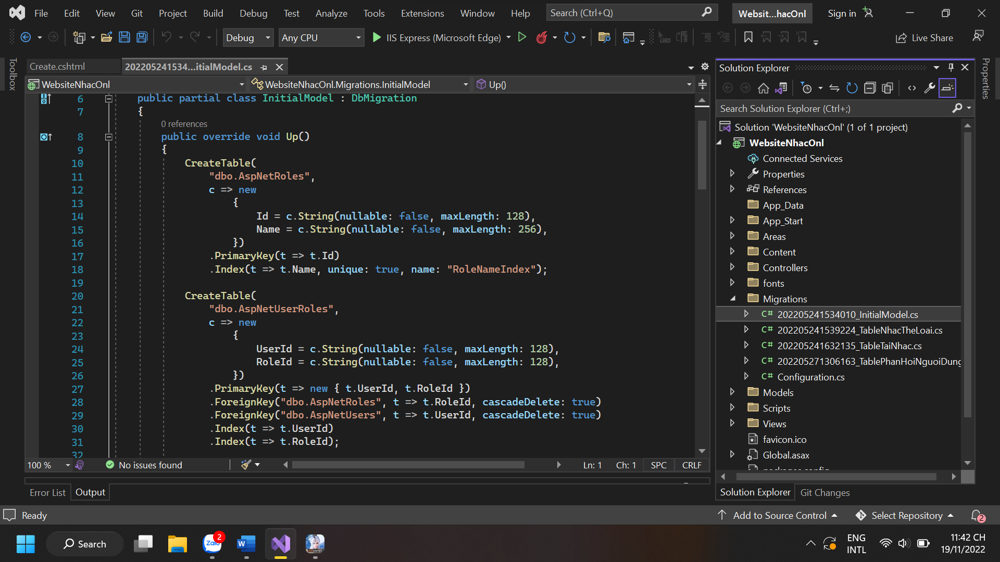 File Edit View Git Project Build Debug Test Analyze Tools Extensions Window Help Search (Ctrl+Q) Websit...hacOnl Sign in
Debug Any CPU IIS Express (Microsoft Edge) Live Share
Toolbox
Create.cshtml 202205241534...itialModel.cs
WebsiteNhacOnl WebsiteNhacOnl.Migrations.InitialModel Up()
6 public partial class InitialModel : DbMigration
7 {
0 references
8 public override void Up()
9 {
10 CreateTable(
11 "dbo.AspNetRoles",
12 c => new
13 {
14 Id = c.String(nullable: false, maxLength: 128),
15 Name = c.String(nullable: false, maxLength: 256),
16 })
17 .PrimaryKey(t => t.Id)
18 .Index(t => t.Name, unique: true, name: "RoleNameIndex");
19
20 CreateTable(
21 "dbo.AspNetUserRoles",
22 c => new
23 {
24 UserId = c.String(nullable: false, maxLength: 128),
25 RoleId = c.String(nullable: false, maxLength: 128),
26 })
27 .PrimaryKey(t => new { t.UserId, t.RoleId })
28 .ForeignKey("dbo.AspNetRoles", t => t.RoleId, cascadeDelete: true)
29 .ForeignKey("dbo.AspNetUsers", t => t.UserId, cascadeDelete: true)
30 .Index(t => t.UserId)
31 .Index(t => t.RoleId);
32
100 % No issues found Ln: 1 Ch: 1 SPC CRLF
Error List Output
Solution Explorer
Search Solution Explorer (Ctrl+;)
Solution 'WebsiteNhacOnl' (1 of 1 project)
WebsiteNhacOnl
Connected Services
Properties
References
App_Data
App_Start
Areas
Content
Controllers
fonts
Migrations
C# 202205241534010_InitialModel.cs
C# 202205241539224_TableNhacTheLoai.cs
C# 202205241632135_TableTaiNhac.cs
C# 202205271306163_TablePhanHoiNguoiDung
C# Configuration.cs
Models
Scripts
Views
favicon.ico
Global.asax
packages.config
Solution Explorer Git Changes
Properties
Ready Add to Source Control Select Repository 2
Search Zalo 2 W ENG INTL 11:42 CH
19/11/2022